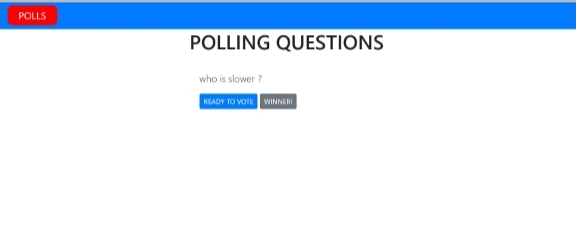 POLLS
POLLING QUESTIONS
who is slower ?
READY TO VOTE WINNER!